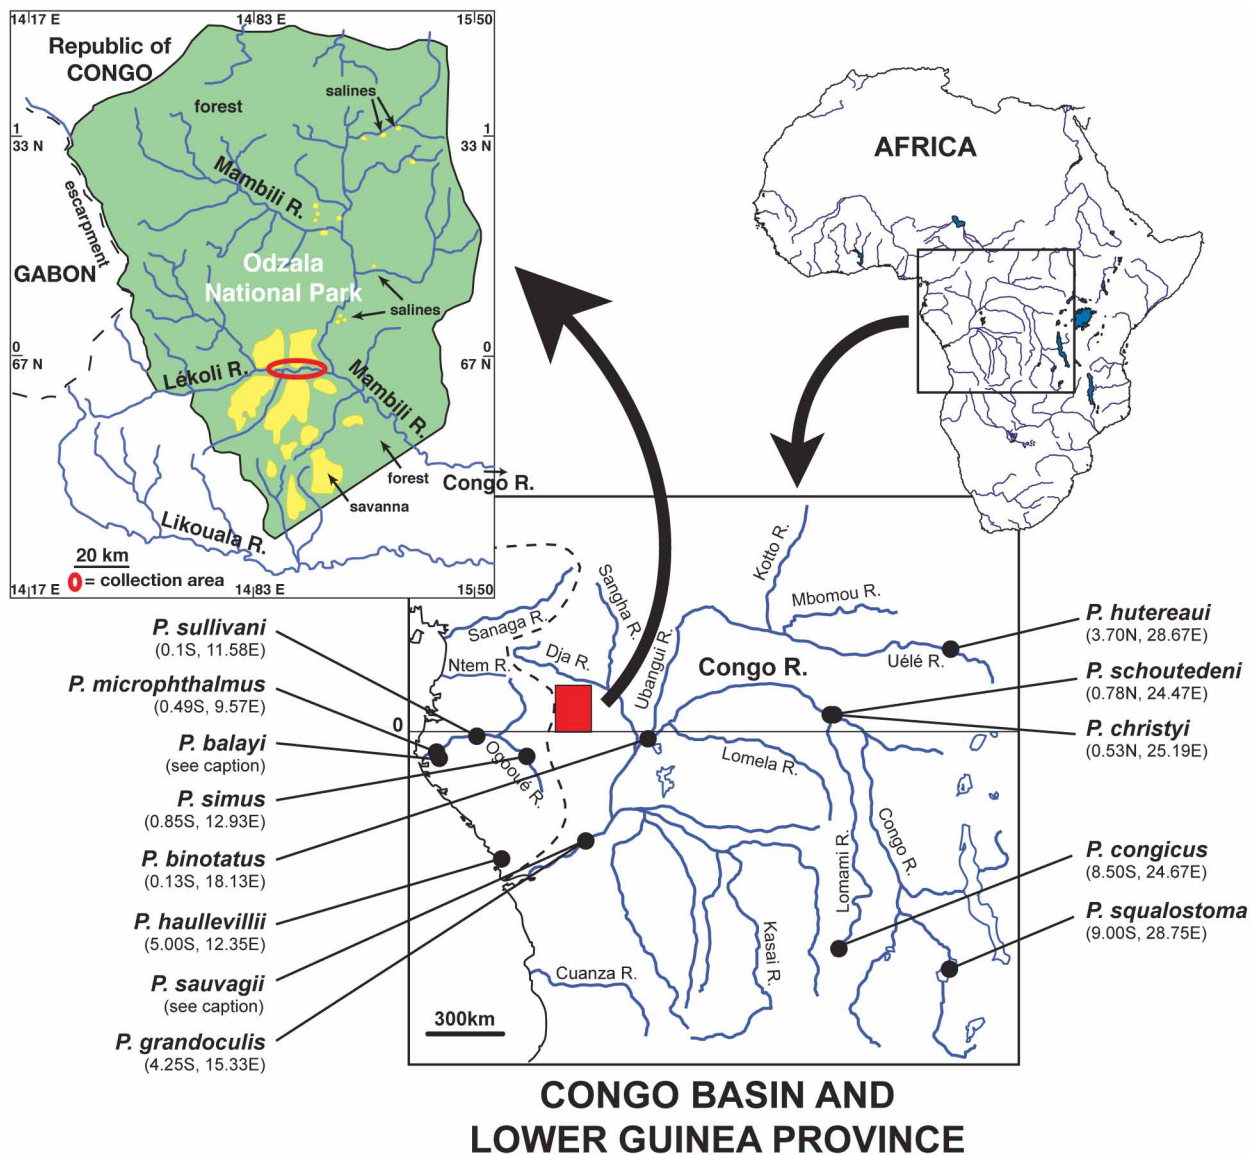 14 17 E
14 83 E
15 50
Republic of
CONGO
forest
salines
1
33 N
1
33 N
Mambili R.
escarpment
GABON
Odzala
National Park
salines
0
67 N
0
67 N
Lékoli R.
Mambili R.
forest
Congo R.
savanna
Likouala R.
20 km
= collection area
14 17 E
14 83 E
15 50
AFRICA
P. sullivani
(0.1S, 11.58E)
P. microphthalmus
(0.49S, 9.57E)
P. balayi
(see caption)
P. simus
(0.85S, 12.93E)
P. binotatus
(0.13S, 18.13E)
P. haullevillii
(5.00S, 12.35E)
P. sauvagii
(see caption)
P. grandoculis
(4.25S, 15.33E)
Sanaga R.
Ntem R.
Dja R.
Sangha R.
Ubangui R.
Kotto R.
Mbomou R.
Uélé R.
Congo R.
0
Ogooué R.
Lomela R.
Lomami R.
Congo R.
Kasai R.
Cuanza R.
300km
P. hutereaui
(3.70N, 28.67E)
P. schoutedeni
(0.78N, 24.47E)
P. christyi
(0.53N, 25.19E)
P. congicus
(8.50S, 24.67E)
P. squalostoma
(9.00S, 28.75E)
CONGO BASIN AND
LOWER GUINEA PROVINCE